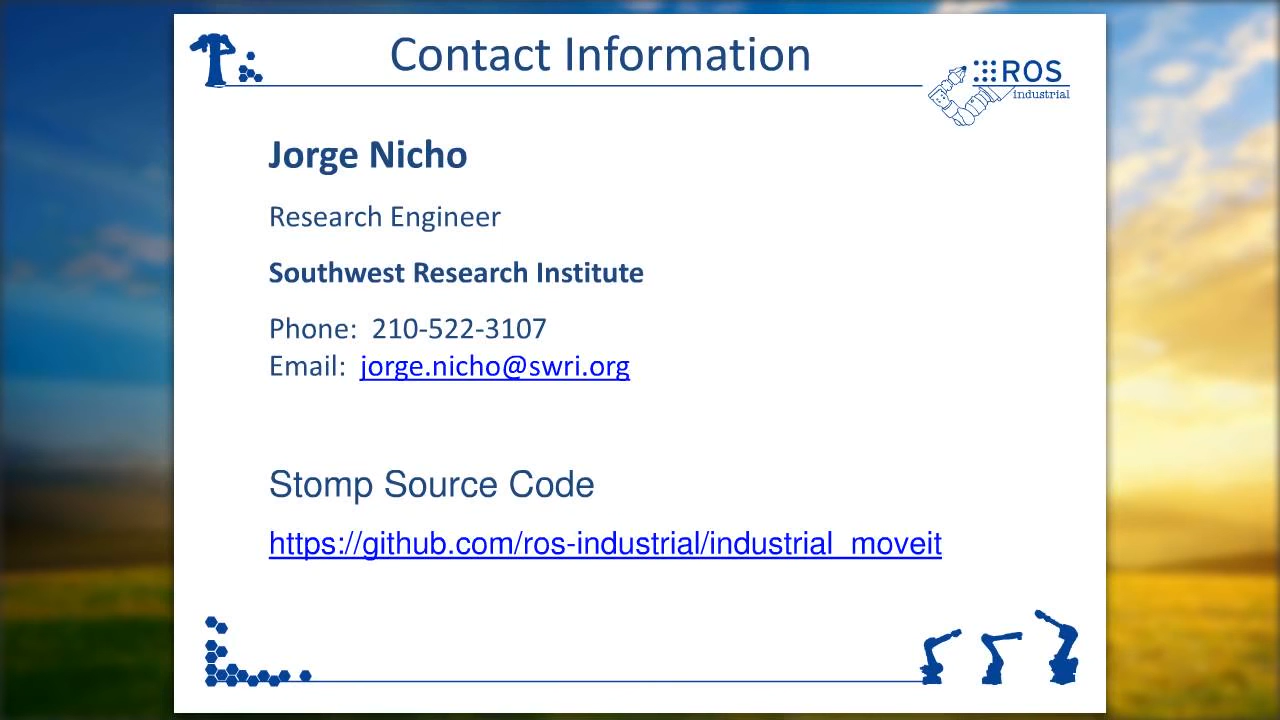 Contact Information
ROS
industrial
Jorge Nicho
Research Engineer
Southwest Research Institute
Phone:  210-522-3107
Email:  jorge.nicho@swri.org
Stomp Source Code
https://github.com/ros-industrial/industrial_moveit